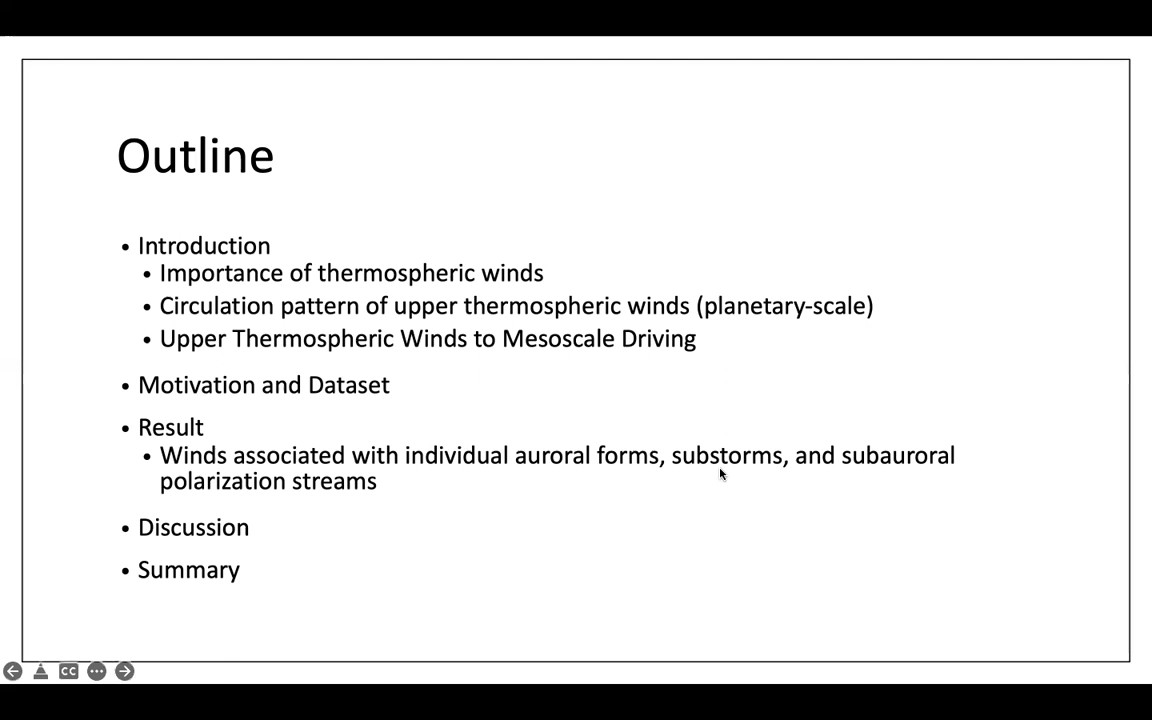 Outline
• Introduction
• Importance of thermospheric winds
• Circulation pattern of upper thermospheric winds (planetary-scale)
• Upper Thermospheric Winds to Mesoscale Driving
• Motivation and Dataset
• Result
• Winds associated with individual auroral forms, substorms, and subauroral
polarization streams
• Discussion
• Summary
CC